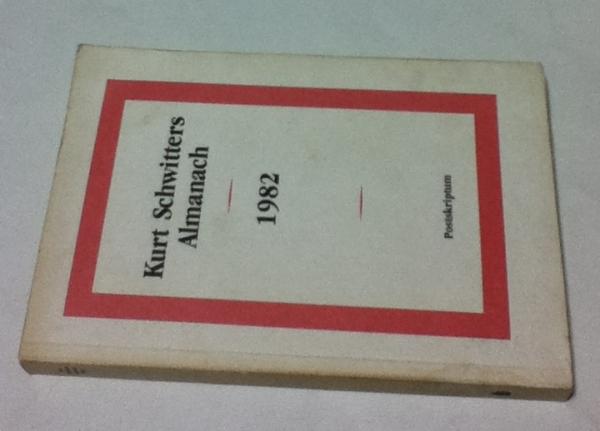 Kurt Schwitters
Almanach
1982
Postskriptum